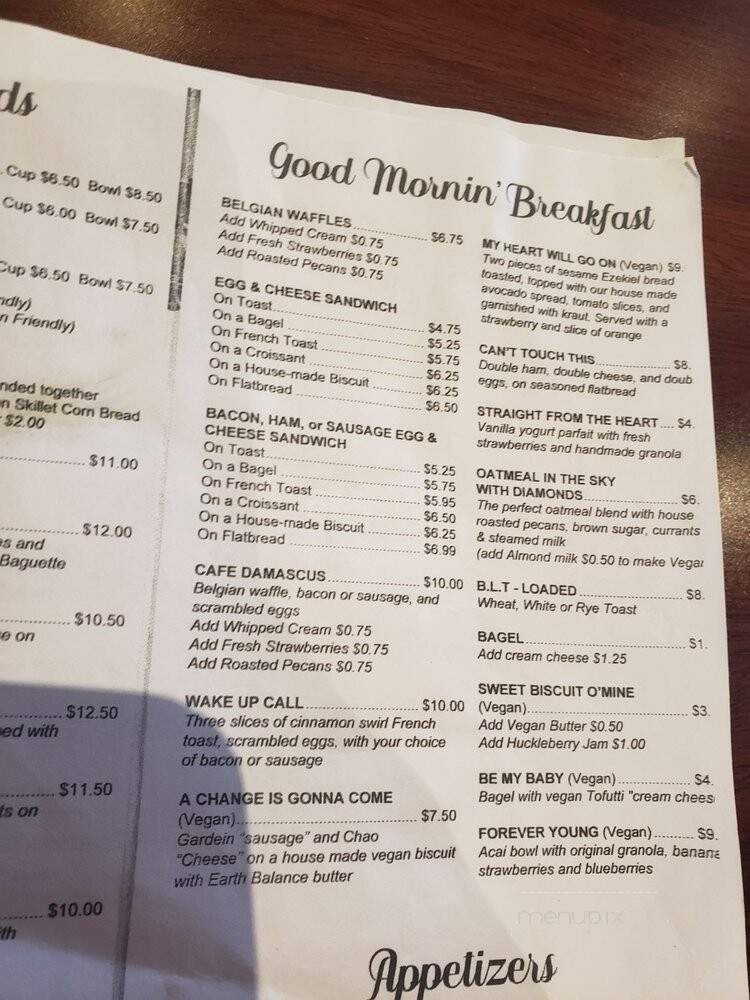 ds
Cup $6.50 Bowl $8.50
Cup $6.00 Bowl $7.50
Cup $6.50 Bowl $7.50
ndly)
n Friendly)
nded together
n Skillet Corn Bread
$2.00
$11.00
$12.00
s and
Baguette
$10.50
e on
$12.50
ed with
$11.50
ts on
$10.00
th
Good Mornin' Breakfast
BELGIAN WAFFLES $6.75
Add Whipped Cream $0.75
Add Fresh Strawberries $0.75
Add Roasted Pecans $0.75
EGG & CHEESE SANDWICH
On Toast $4.75
On a Bagel $5.25
On French Toast $5.75
On a Croissant $6.25
On a House-made Biscuit $6.25
On Flatbread $6.50
BACON, HAM, or SAUSAGE EGG &
CHEESE SANDWICH
On Toast $5.25
On a Bagel $5.75
On French Toast $5.95
On a Croissant $6.50
On a House-made Biscuit $6.25
On Flatbread $6.99
CAFE DAMASCUS $10.00
Belgian waffle, bacon or sausage, and
scrambled eggs
Add Whipped Cream $0.75
Add Fresh Strawberries $0.75
Add Roasted Pecans $0.75
WAKE UP CALL $10.00
Three slices of cinnamon swirl French
toast, scrambled eggs, with your choice
of bacon or sausage
A CHANGE IS GONNA COME
(Vegan) $7.50
Gardein "sausage" and Chao
"Cheese" on a house made vegan biscuit
with Earth Balance butter
MY HEART WILL GO ON (Vegan) $9.
Two pieces of sesame Ezekiel bread
toasted, topped with our house made
avocado spread, tomato slices, and
garnished with kraut. Served with a
strawberry and slice of orange
CAN'T TOUCH THIS $8.
Double ham, double cheese, and doub
eggs, on seasoned flatbread
STRAIGHT FROM THE HEART $4.
Vanilla yogurt parfait with fresh
strawberries and handmade granola
OATMEAL IN THE SKY
WITH DIAMONDS $6.
The perfect oatmeal blend with house
roasted pecans, brown sugar, currants
& steamed milk
(add Almond milk $0.50 to make Vegan
B.L.T - LOADED $8.
Wheat, White or Rye Toast
BAGEL $1.
Add cream cheese $1.25
SWEET BISCUIT O'MINE
(Vegan) $3.
Add Vegan Butter $0.50
Add Huckleberry Jam $1.00
BE MY BABY (Vegan) $4.
Bagel with vegan Tofutti "cream chees
FOREVER YOUNG (Vegan) $9.
Acai bowl with original granola, banana
strawberries and blueberries
menupix
Appetizers